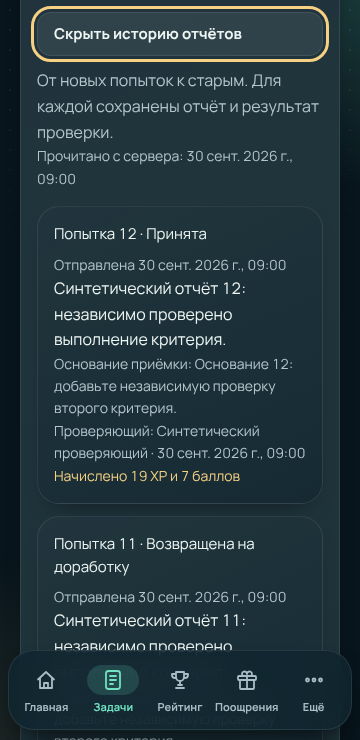 Скрыть историю отчётов
От новых попыток к старым. Для
каждой сохранены отчёт и результат
проверки.
Прочитано с сервера: 30 сент. 2026 г.,
09:00
Попытка 12 · Принята
Отправлена 30 сент. 2026 г., 09:00
Синтетический отчёт 12:
независимо проверено
выполнение критерия.
Основание приёмки: Основание 12:
добавьте независимую проверку
второго критерия.
Проверяющий: Синтетический
проверяющий · 30 сент. 2026 г., 09:00
Начислено 19 XP и 7 баллов
Попытка 11 · Возвращена на
доработку
Отправлена 30 сент. 2026 г., 09:00
Синтетический отчёт 11:
независимо проверено
Главная
Задачи
Рейтинг
Поощрения
Ещё